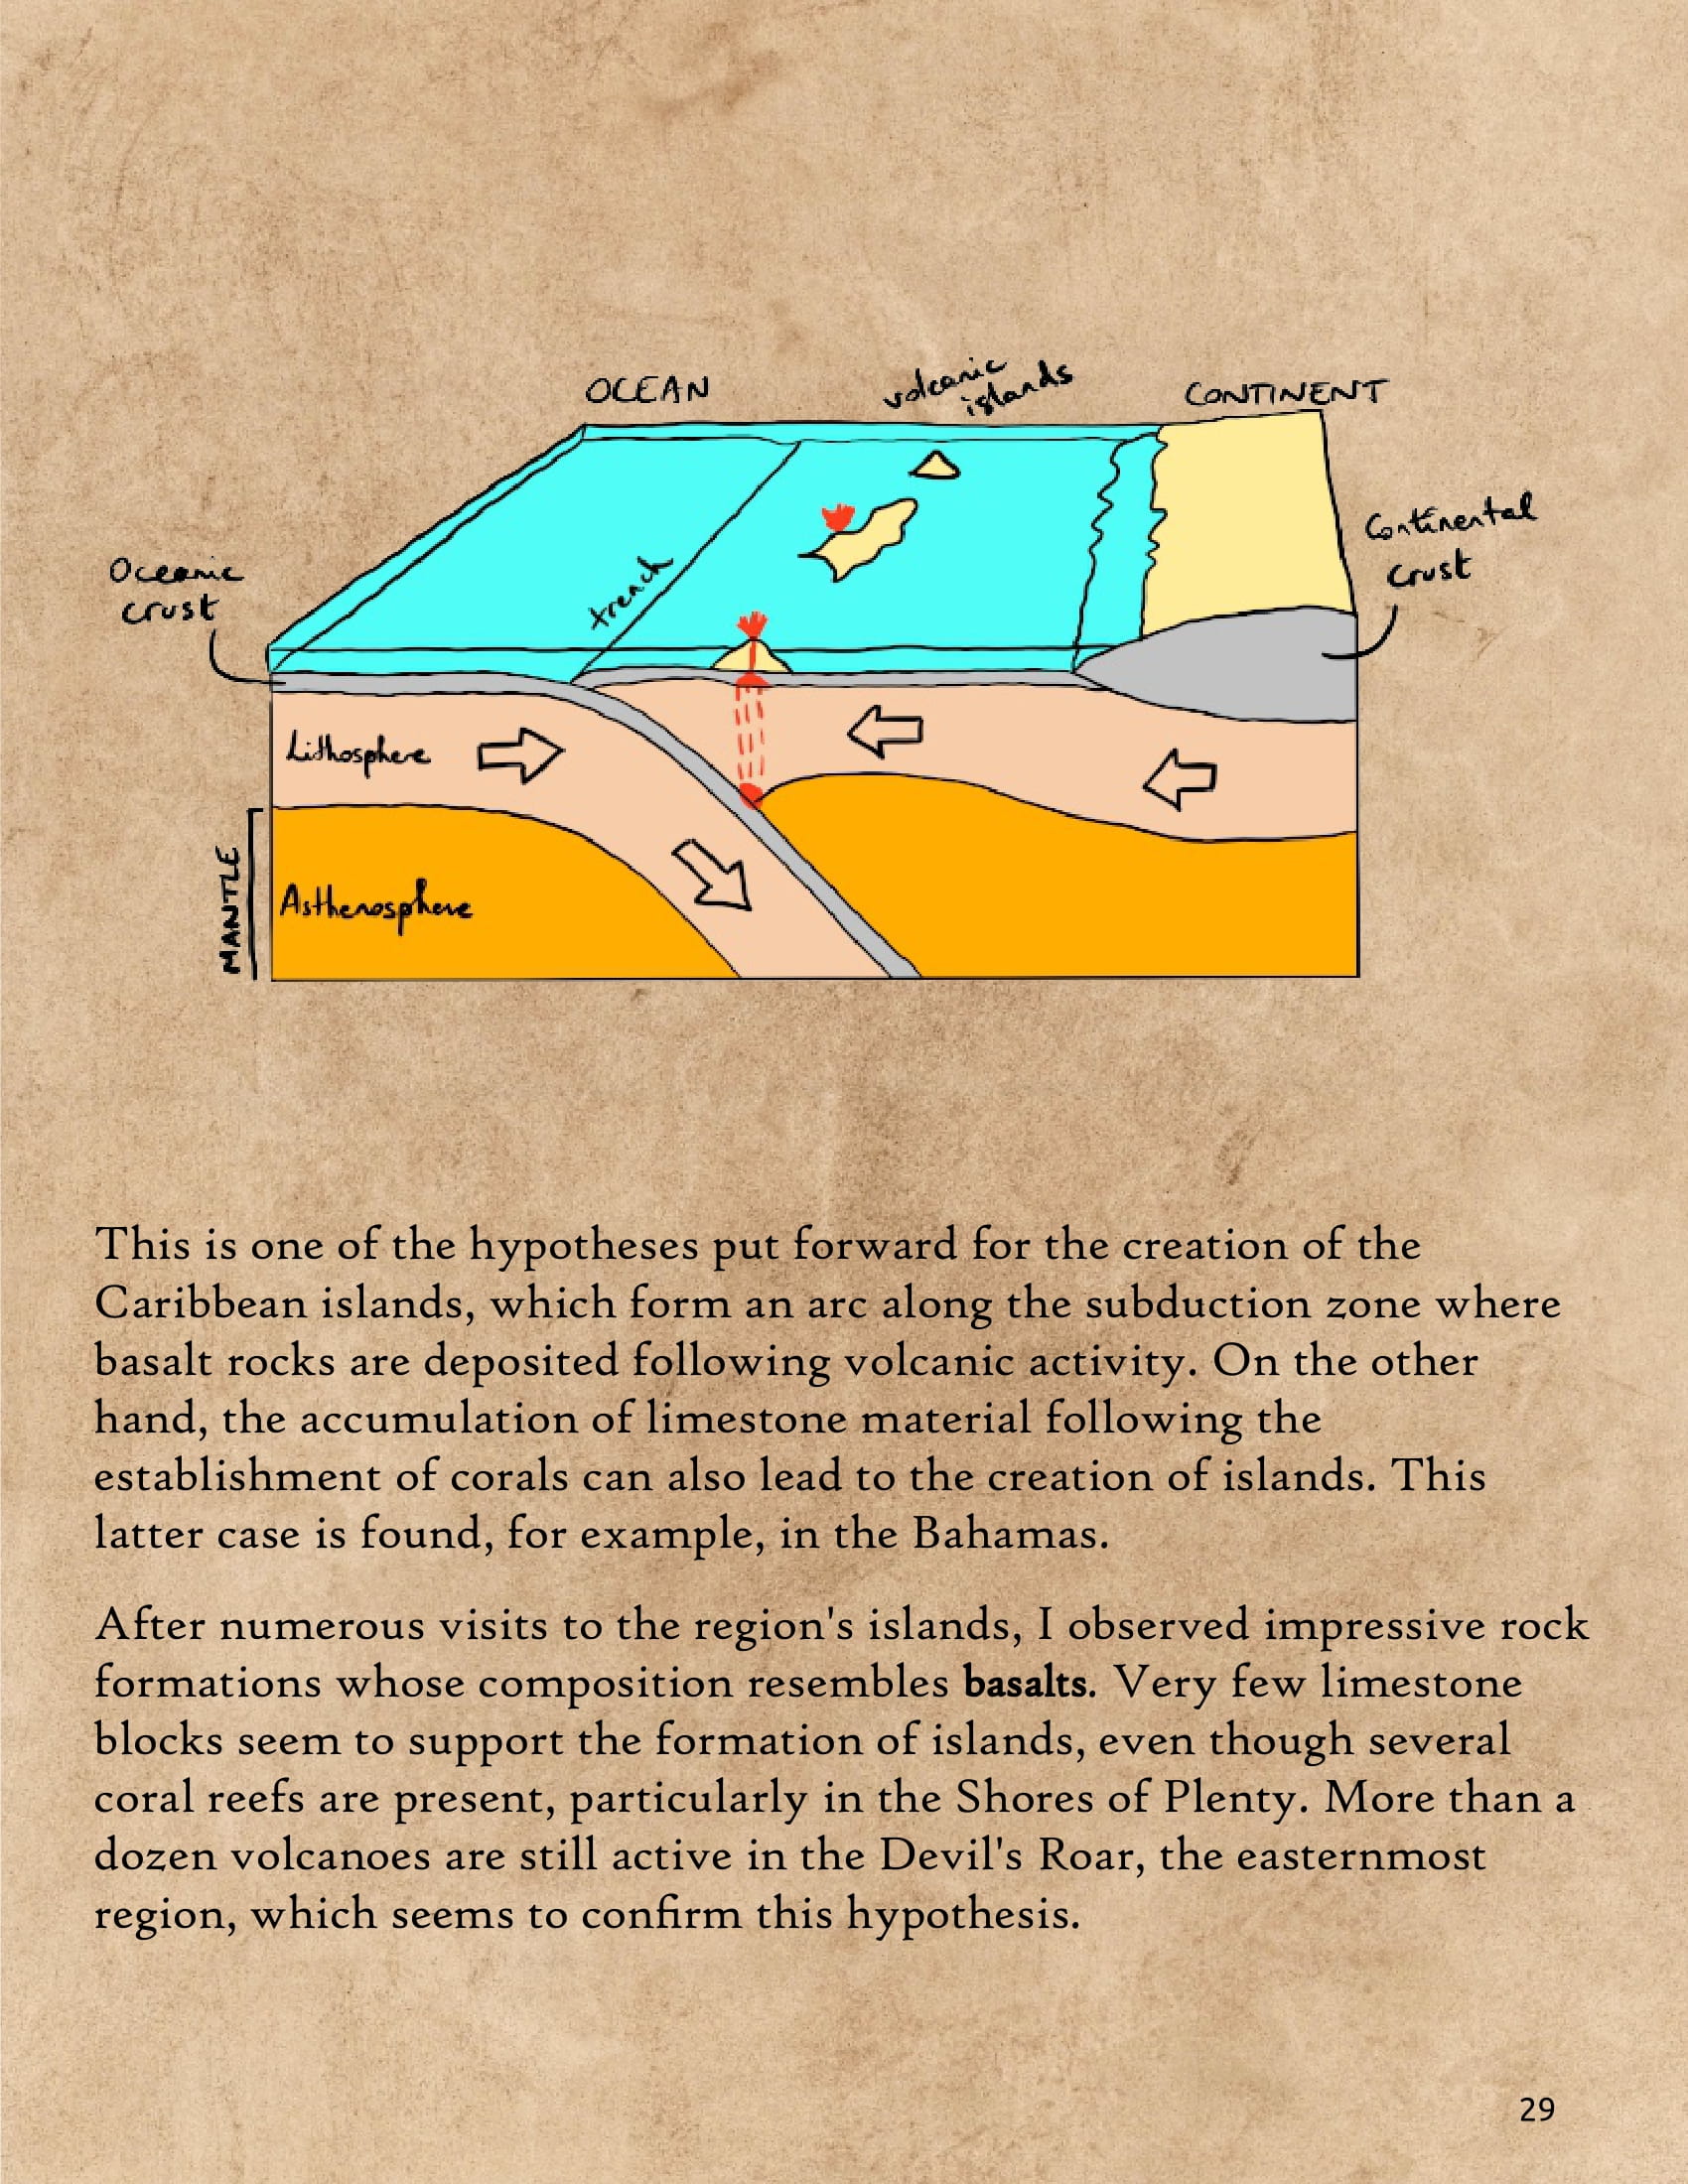 OCEAN
volcanic
islands
CONTINENT
Continental
crust
Oceanic
crust
trench
Lithosphere
MANTLE
Asthenosphere
This is one of the hypotheses put forward for the creation of the
Caribbean islands, which form an arc along the subduction zone where
basalt rocks are deposited following volcanic activity. On the other
hand, the accumulation of limestone material following the
establishment of corals can also lead to the creation of islands. This
latter case is found, for example, in the Bahamas.
After numerous visits to the region's islands, I observed impressive rock
formations whose composition resembles basalts. Very few limestone
blocks seem to support the formation of islands, even though several
coral reefs are present, particularly in the Shores of Plenty. More than a
dozen volcanoes are still active in the Devil's Roar, the easternmost
region, which seems to confirm this hypothesis.
29